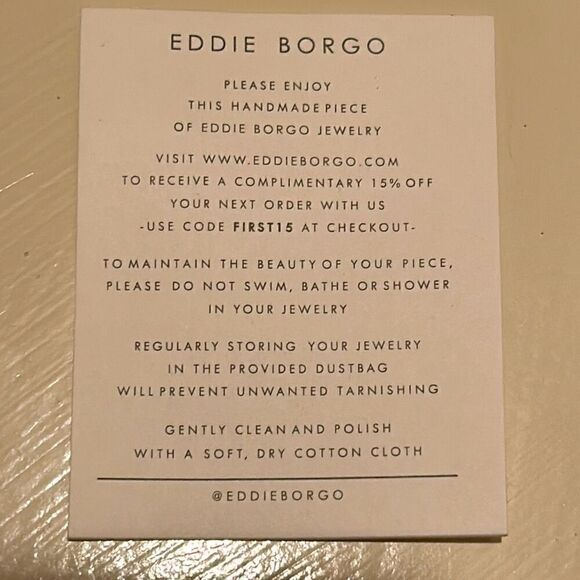 EDDIE BORGO
PLEASE ENJOY
THIS HANDMADE PIECE
OF EDDIE BORGO JEWELRY
VISIT WWW.EDDIEBORGO.COM
TO RECEIVE A COMPLIMENTARY 15% OFF
YOUR NEXT ORDER WITH US
-USE CODE FIRST15 AT CHECKOUT-
TO MAINTAIN THE BEAUTY OF YOUR PIECE,
PLEASE DO NOT SWIM, BATHE OR SHOWER
IN YOUR JEWELRY
REGULARLY STORING YOUR JEWELRY
IN THE PROVIDED DUSTBAG
WILL PREVENT UNWANTED TARNISHING
GENTLY CLEAN AND POLISH
WITH A SOFT, DRY COTTON CLOTH
@EDDIEBORGO